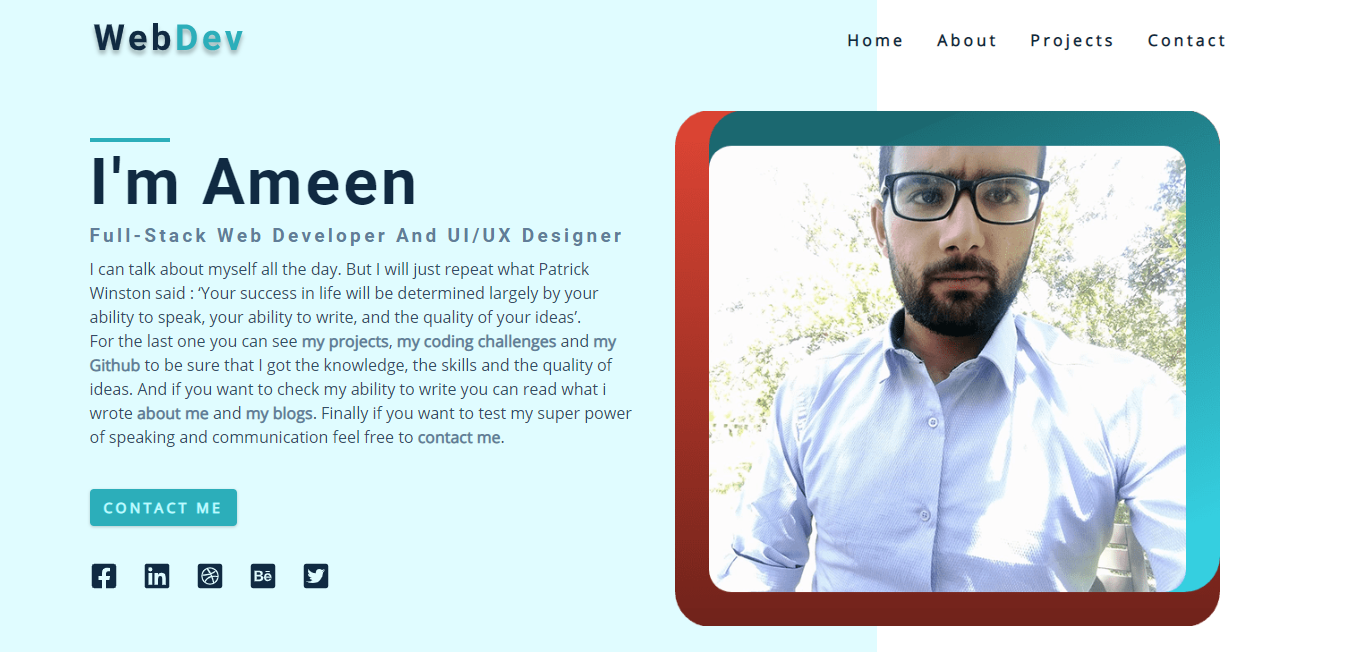 WebDev
Home About Projects Contact
I'm Ameen
Full-Stack Web Developer And UI/UX Designer
I can talk about myself all the day. But I will just repeat what Patrick
Winston said : ‘Your success in life will be determined largely by your
ability to speak, your ability to write, and the quality of your ideas’.
For the last one you can see my projects, my coding challenges and my
Github to be sure that I got the knowledge, the skills and the quality of
ideas. And if you want to check my ability to write you can read what i
wrote about me and my blogs. Finally if you want to test my super power
of speaking and communication feel free to contact me.
CONTACT ME
Bē